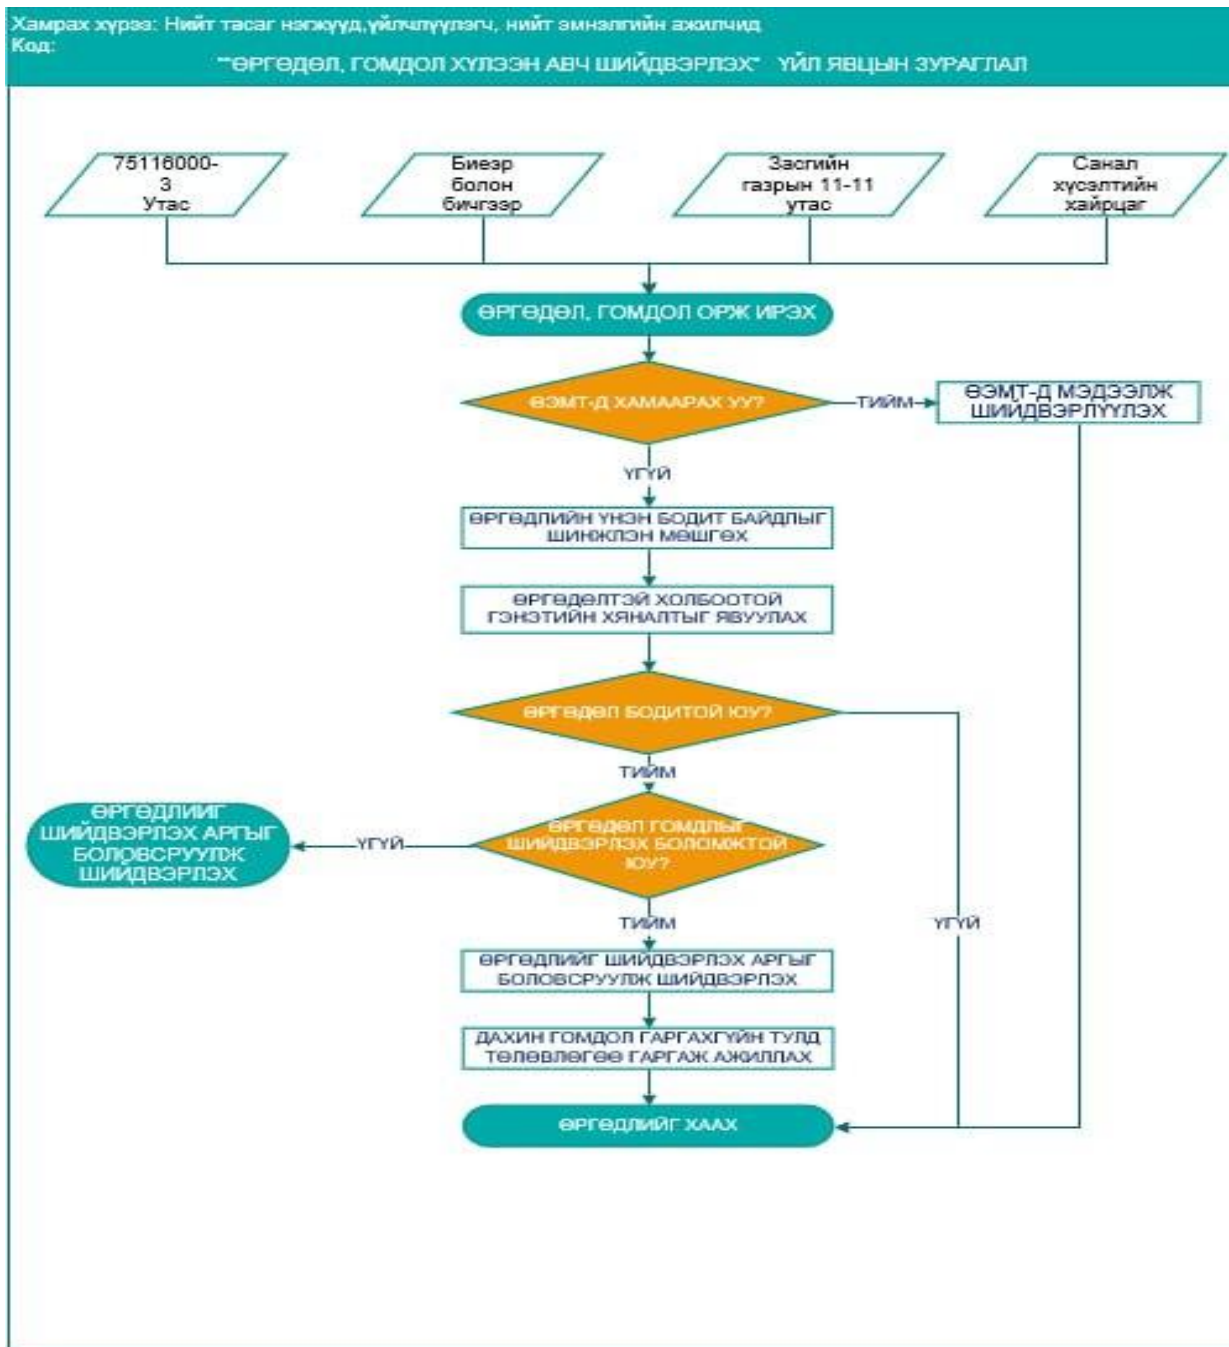 Хамрах хүрээ: Нийт тасаг нэгжүүд,үйлчлүүлэгч, нийт эмнэлгийн ажилчид
Код:
""ӨРГӨДӨЛ, ГОМДОЛ ХҮЛЭЭН АВЧ ШИЙДВЭРЛЭХ" ҮЙЛ ЯВЦЫН ЗУРАГЛАЛ
75116000-
3
Утас
Биеэр
болон
бичгээр
Засгийн
газрын 11-11
утас
Санал
хүсэлтийн
хайрцаг
ӨРГӨДӨЛ, ГОМДОЛ ОРЖ ИРЭХ
ӨЭМТ-Д ХАМААРАХ УУ?
ТИЙМ
ӨЭМТ-Д МЭДЭЭЛЖ
ШИЙДВЭРЛҮҮЛЭХ
ҮГҮЙ
ӨРГӨДЛИЙН ҮНЭН БОДИТ БАЙДЛЫГ
ШИНЖЛЭН МӨШГӨХ
ӨРГӨДӨЛТЭЙ ХОЛБООТОЙ
ГЭНЭТИЙН ХЯНАЛТЫГ ЯВУУЛАХ
ӨРГӨДӨЛ БОДИТОЙ ЮУ?
ТИЙМ
ӨРГӨДЛИЙГ
ШИЙДВЭРЛЭХ АРГЫГ
БОЛОВСРУУЛЖ
ШИЙДВЭРЛЭХ
ҮГҮЙ
ӨРГӨДӨЛ ГОМДЛЫГ
ШИЙДВЭРЛЭХ БОЛОМЖТОЙ
ЮУ?
ТИЙМ
ҮГҮЙ
ӨРГӨДЛИЙГ ШИЙДВЭРЛЭХ АРГЫГ
БОЛОВСРУУЛЖ ШИЙДВЭРЛЭХ
ДАХИН ГОМДОЛ ГАРГАХГҮЙН ТУЛД
ТӨЛӨВЛӨГӨӨ ГАРГАЖ АЖИЛЛАХ
ӨРГӨДЛИЙГ ХААХ